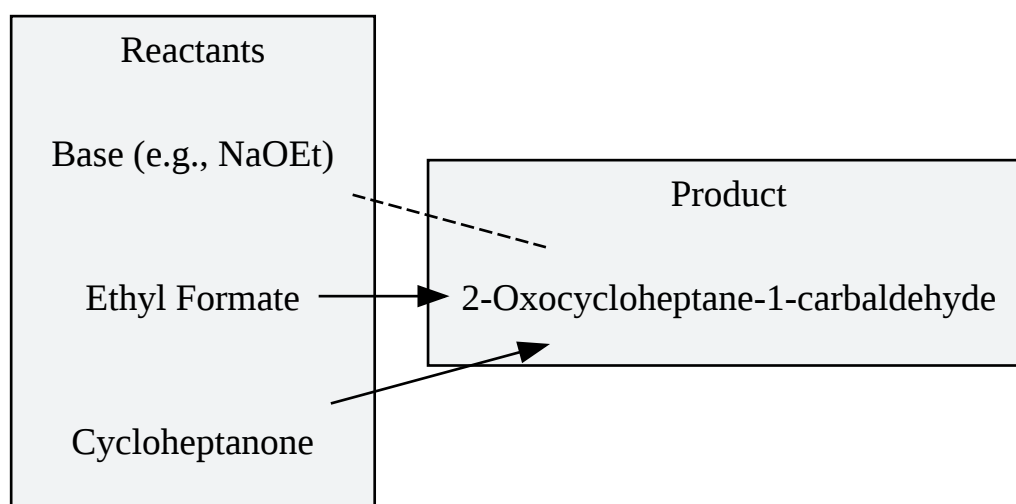 Reactants
Base (e.g., NaOEt)
Ethyl Formate
Cycloheptanone
Product
2-Oxocycloheptane-1-carbaldehyde